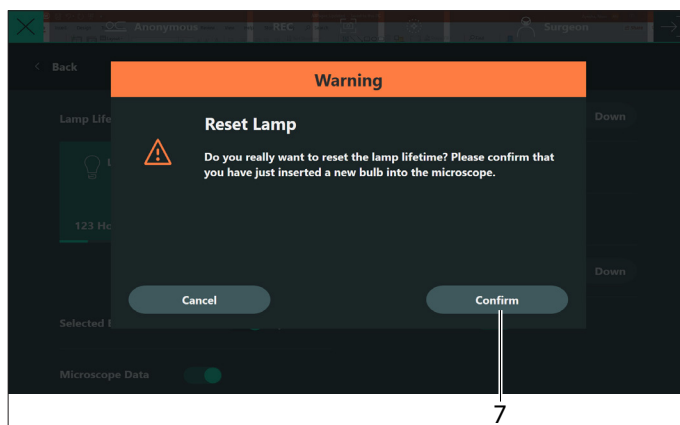 Anonymous REC Surgeon
Back
Warning
Lamp Life
Down
Reset Lamp
Do you really want to reset the lamp lifetime? Please confirm that
you have just inserted a new bulb into the microscope.
123 Ho
Down
Cancel Confirm
Selected
Microscope Data
7